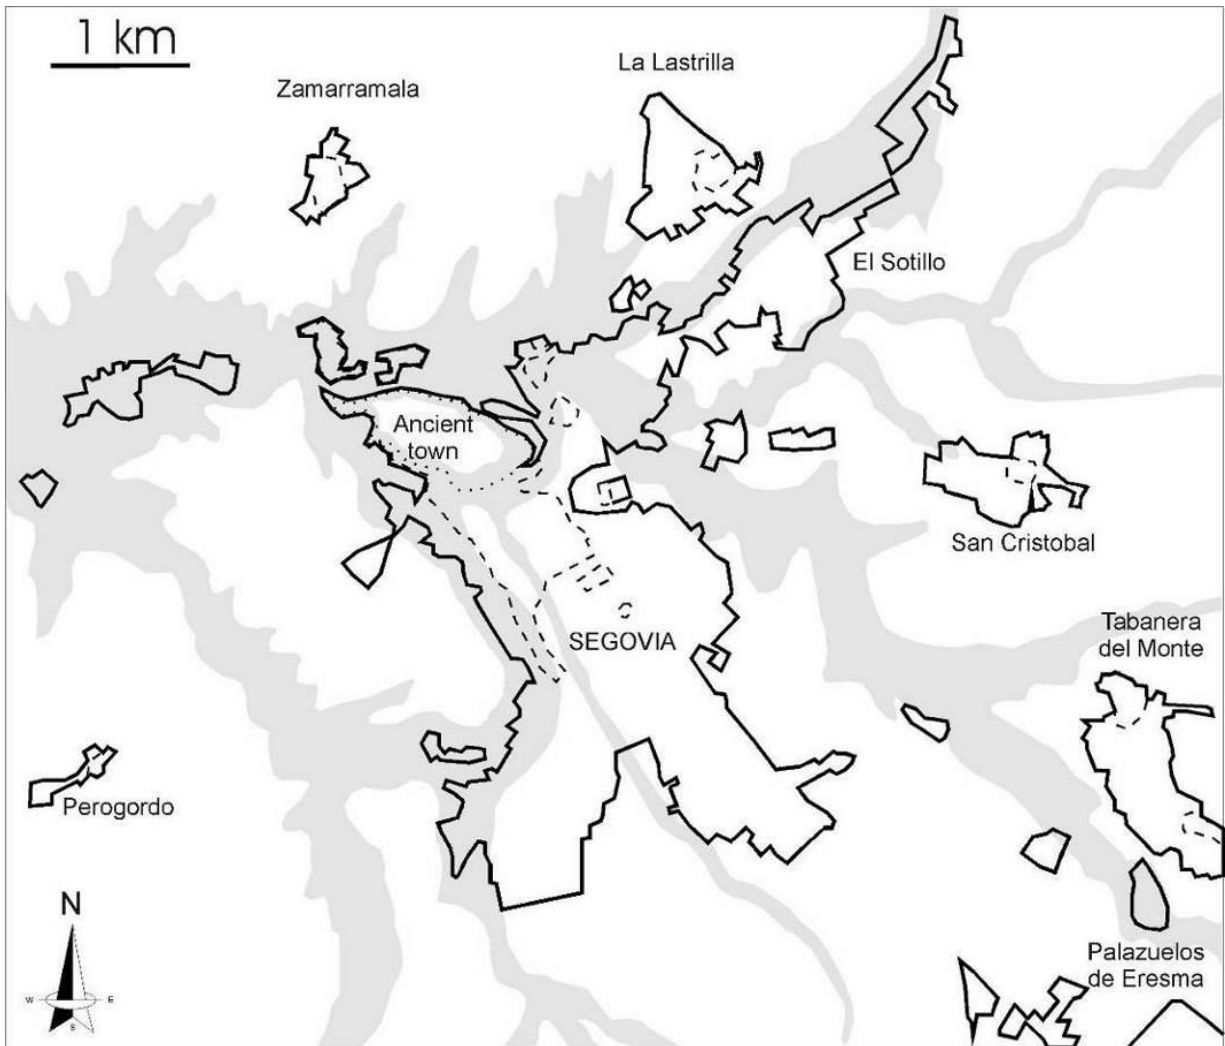 1 km
La Lastrilla
Zamarramala
El Sotillo
Ancient
town
San Cristobal
Tabanera
del Monte
SEGOVIA
Perogordo
N
W
E
S
Palazuelos
de Eresma